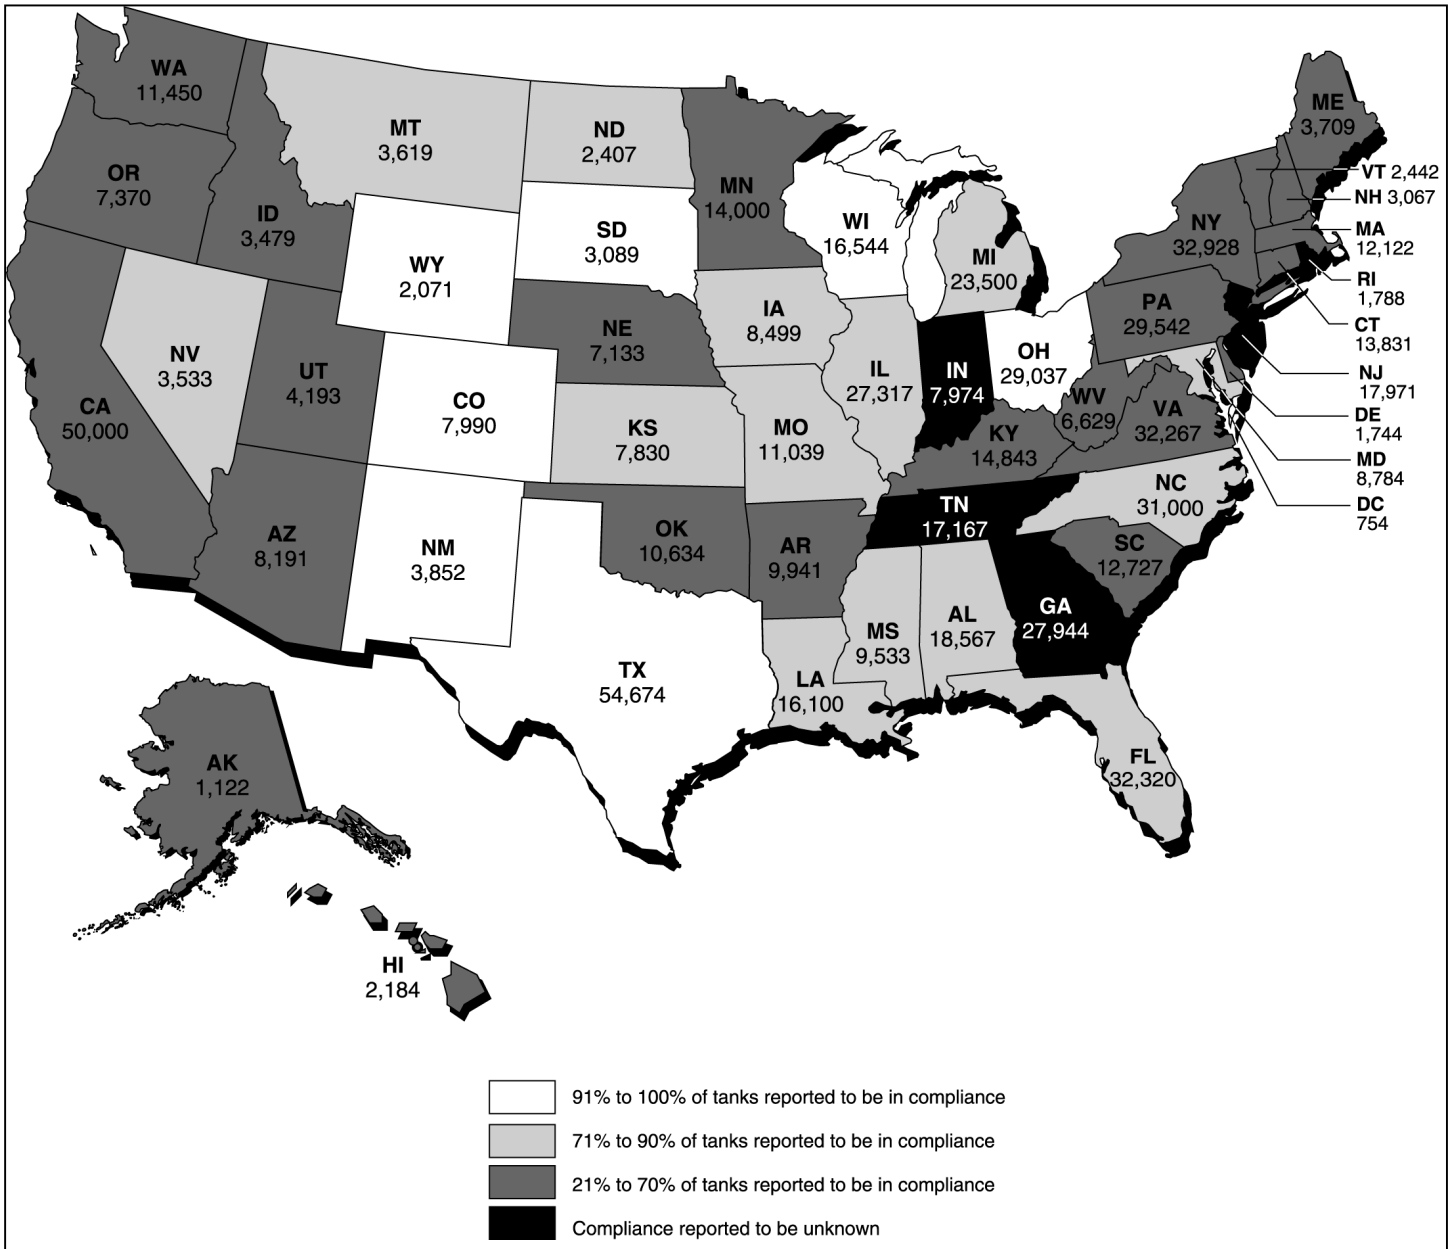 WA
11,450
MT
3,619
ND
2,407
ME
3,709
OR
7,370
ID
3,479
MN
14,000
VT 2,442
NH 3,067
WI
16,544
SD
3,089
NY
32,928
MA
12,122
WY
2,071
MI
23,500
RI
1,788
IA
8,499
PA
29,542
CT
13,831
NE
7,133
NV
3,533
UT
4,193
IL
27,317
IN
7,974
OH
29,037
NJ
17,971
CA
50,000
CO
7,990
WV
6,629
VA
32,267
DE
1,744
KS
7,830
MO
11,039
KY
14,843
MD
8,784
NC
31,000
TN
17,167
DC
754
AZ
8,191
NM
3,852
OK
10,634
AR
9,941
SC
12,727
GA
27,944
MS
9,533
AL
18,567
TX
54,674
LA
16,100
FL
32,320
AK
1,122
HI
2,184
91% to 100% of tanks reported to be in compliance
71% to 90% of tanks reported to be in compliance
21% to 70% of tanks reported to be in compliance
Compliance reported to be unknown